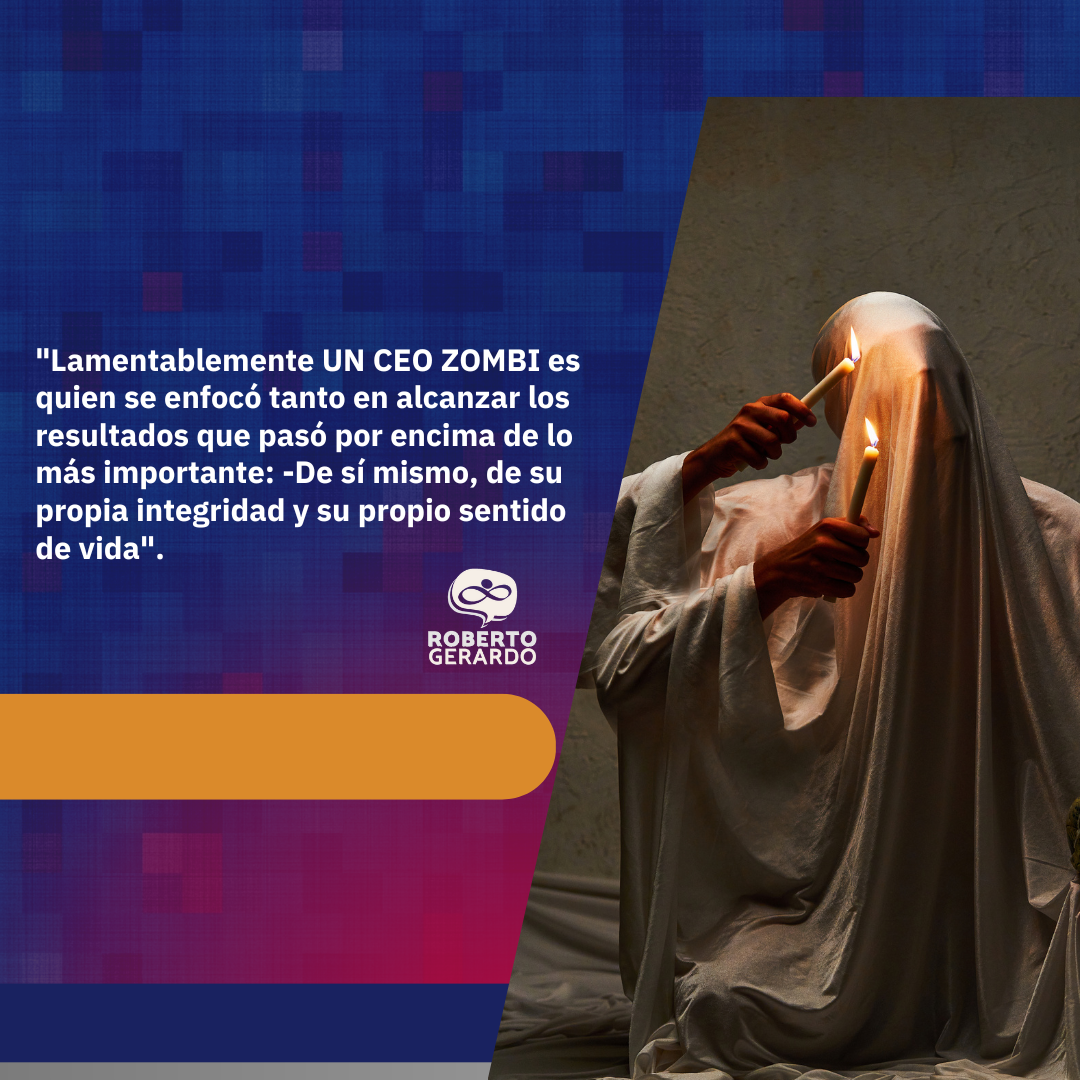 "Lamentablemente UN CEO ZOMBI es
quien se enfocó tanto en alcanzar los
resultados que pasó por encima de lo
más importante: -De sí mismo, de su
propia integridad y su propio sentido
de vida".
ROBERTO
GERARDO